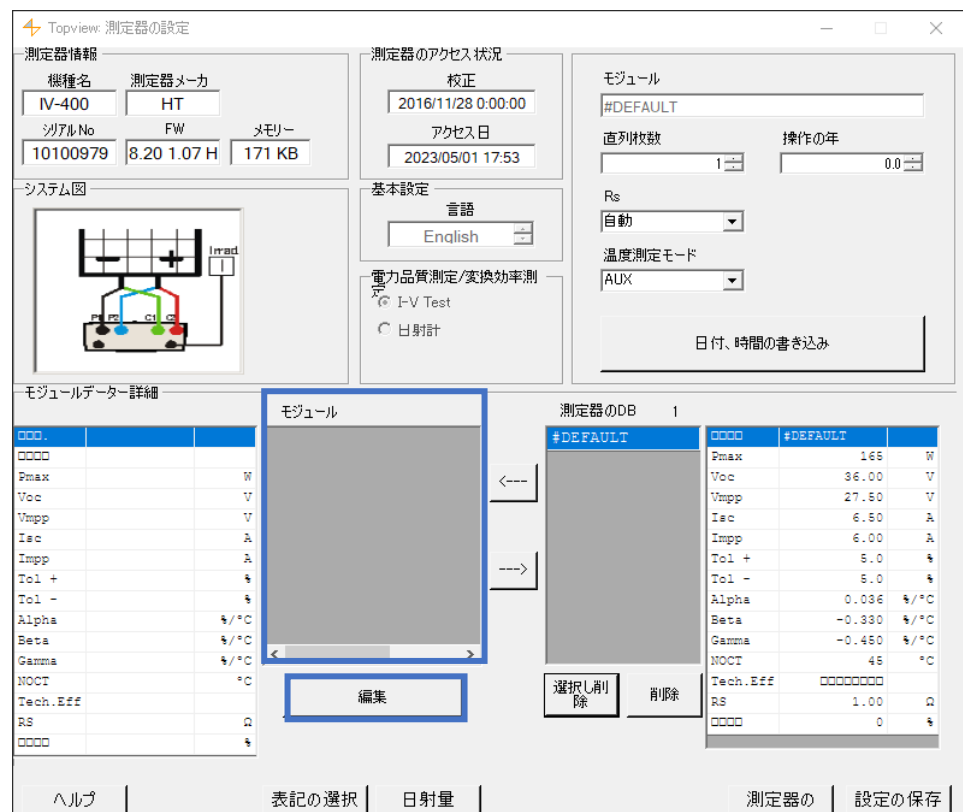 Topview: 測定器の設定
測定器情報
機種名 測定器メーカ
IV-400 HT
シリアルNo FW メモリー
10100979 8.20 1.07 H 171 KB
測定器のアクセス状況
校正
2016/11/28 0:00:00
アクセス日
2023/05/01 17:53
モジュール
#DEFAULT
直列枚数 操作の年
1 0.0
Rs
自動
温度測定モード
AUX
日付、時間の書き込み
システム図
Irrad
P1 P2 C1 C2
基本設定
言語
English
電力品質測定/変換効率測定
I-V Test
日射計
モジュールデーター詳細
□□□.
□□□□
Pmax W
Voc V
Vmpp V
Isc A
Impp A
Tol + %
Tol - %
Alpha %/°C
Beta %/°C
Gamma %/°C
NOCT °C
Tech.Eff
RS Ω
□□□□ %
モジュール
< >
編集
<---
--->
測定器のDB 1
#DEFAULT
選択し削除
削除
□□□□ #DEFAULT
Pmax 165 W
Voc 36.00 V
Vmpp 27.50 V
Isc 6.50 A
Impp 6.00 A
Tol + 5.0 %
Tol - 5.0 %
Alpha 0.036 %/°C
Beta -0.330 %/°C
Gamma -0.450 %/°C
NOCT 45 °C
Tech.Eff □□□□□□□□
RS 1.00 Ω
□□□□ 0 %
ヘルプ 表記の選択 日射量 測定器の 設定の保存